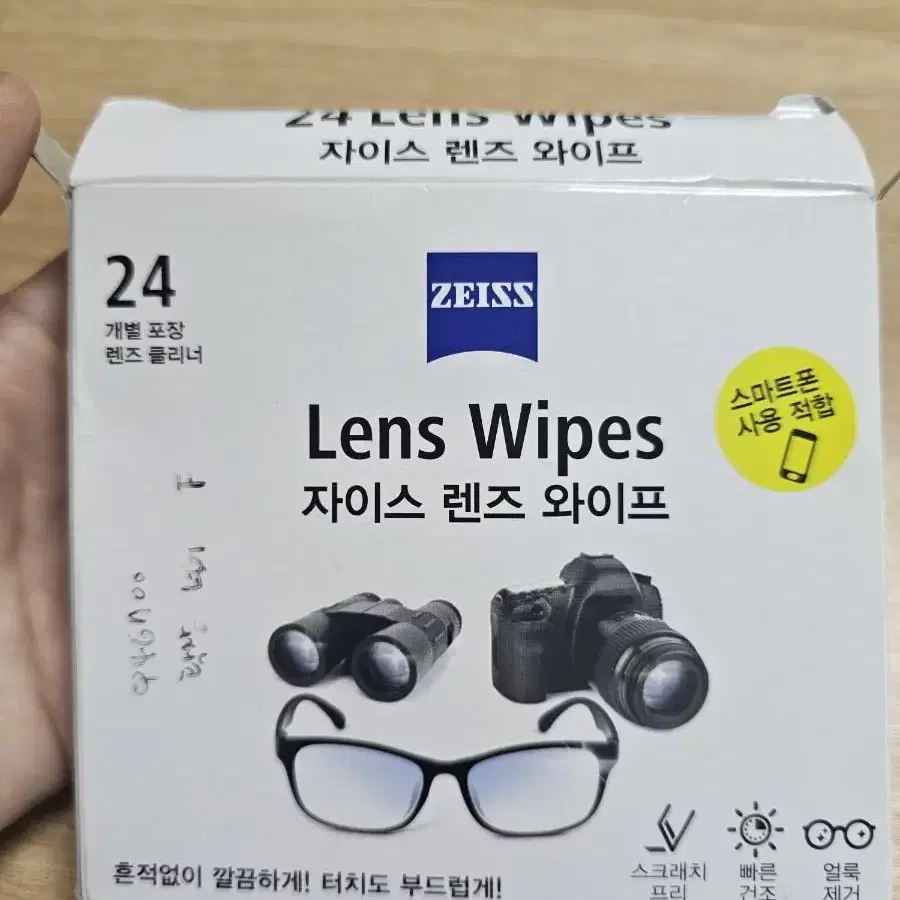 24 Lens Wipes
자이스 렌즈 와이프
24
개별 포장
렌즈 클리너
ZEISS
스마트폰
사용 적합
Lens Wipes
자이스 렌즈 와이프
흔적없이 깔끔하게! 터치도 부드럽게!
스크래치
프리
빠른
건조
얼룩
제거